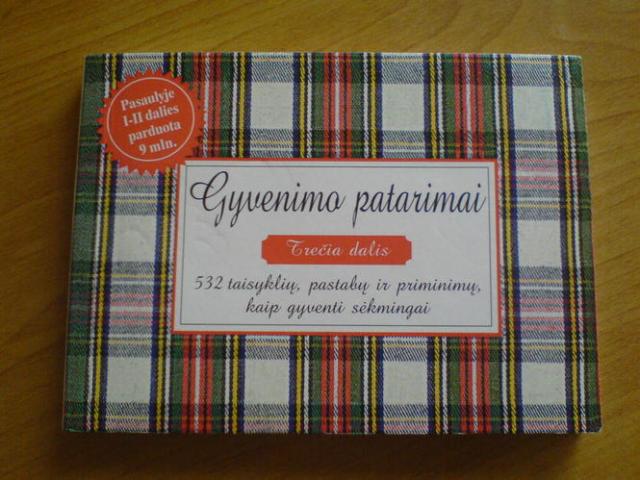 Pasaulyje
I-II dalies
parduota
9 mln.
Gyvenimo patarimai
Trečia dalis
532 taisyklių, pastabų ir priminimų,
kaip gyventi sėkmingai